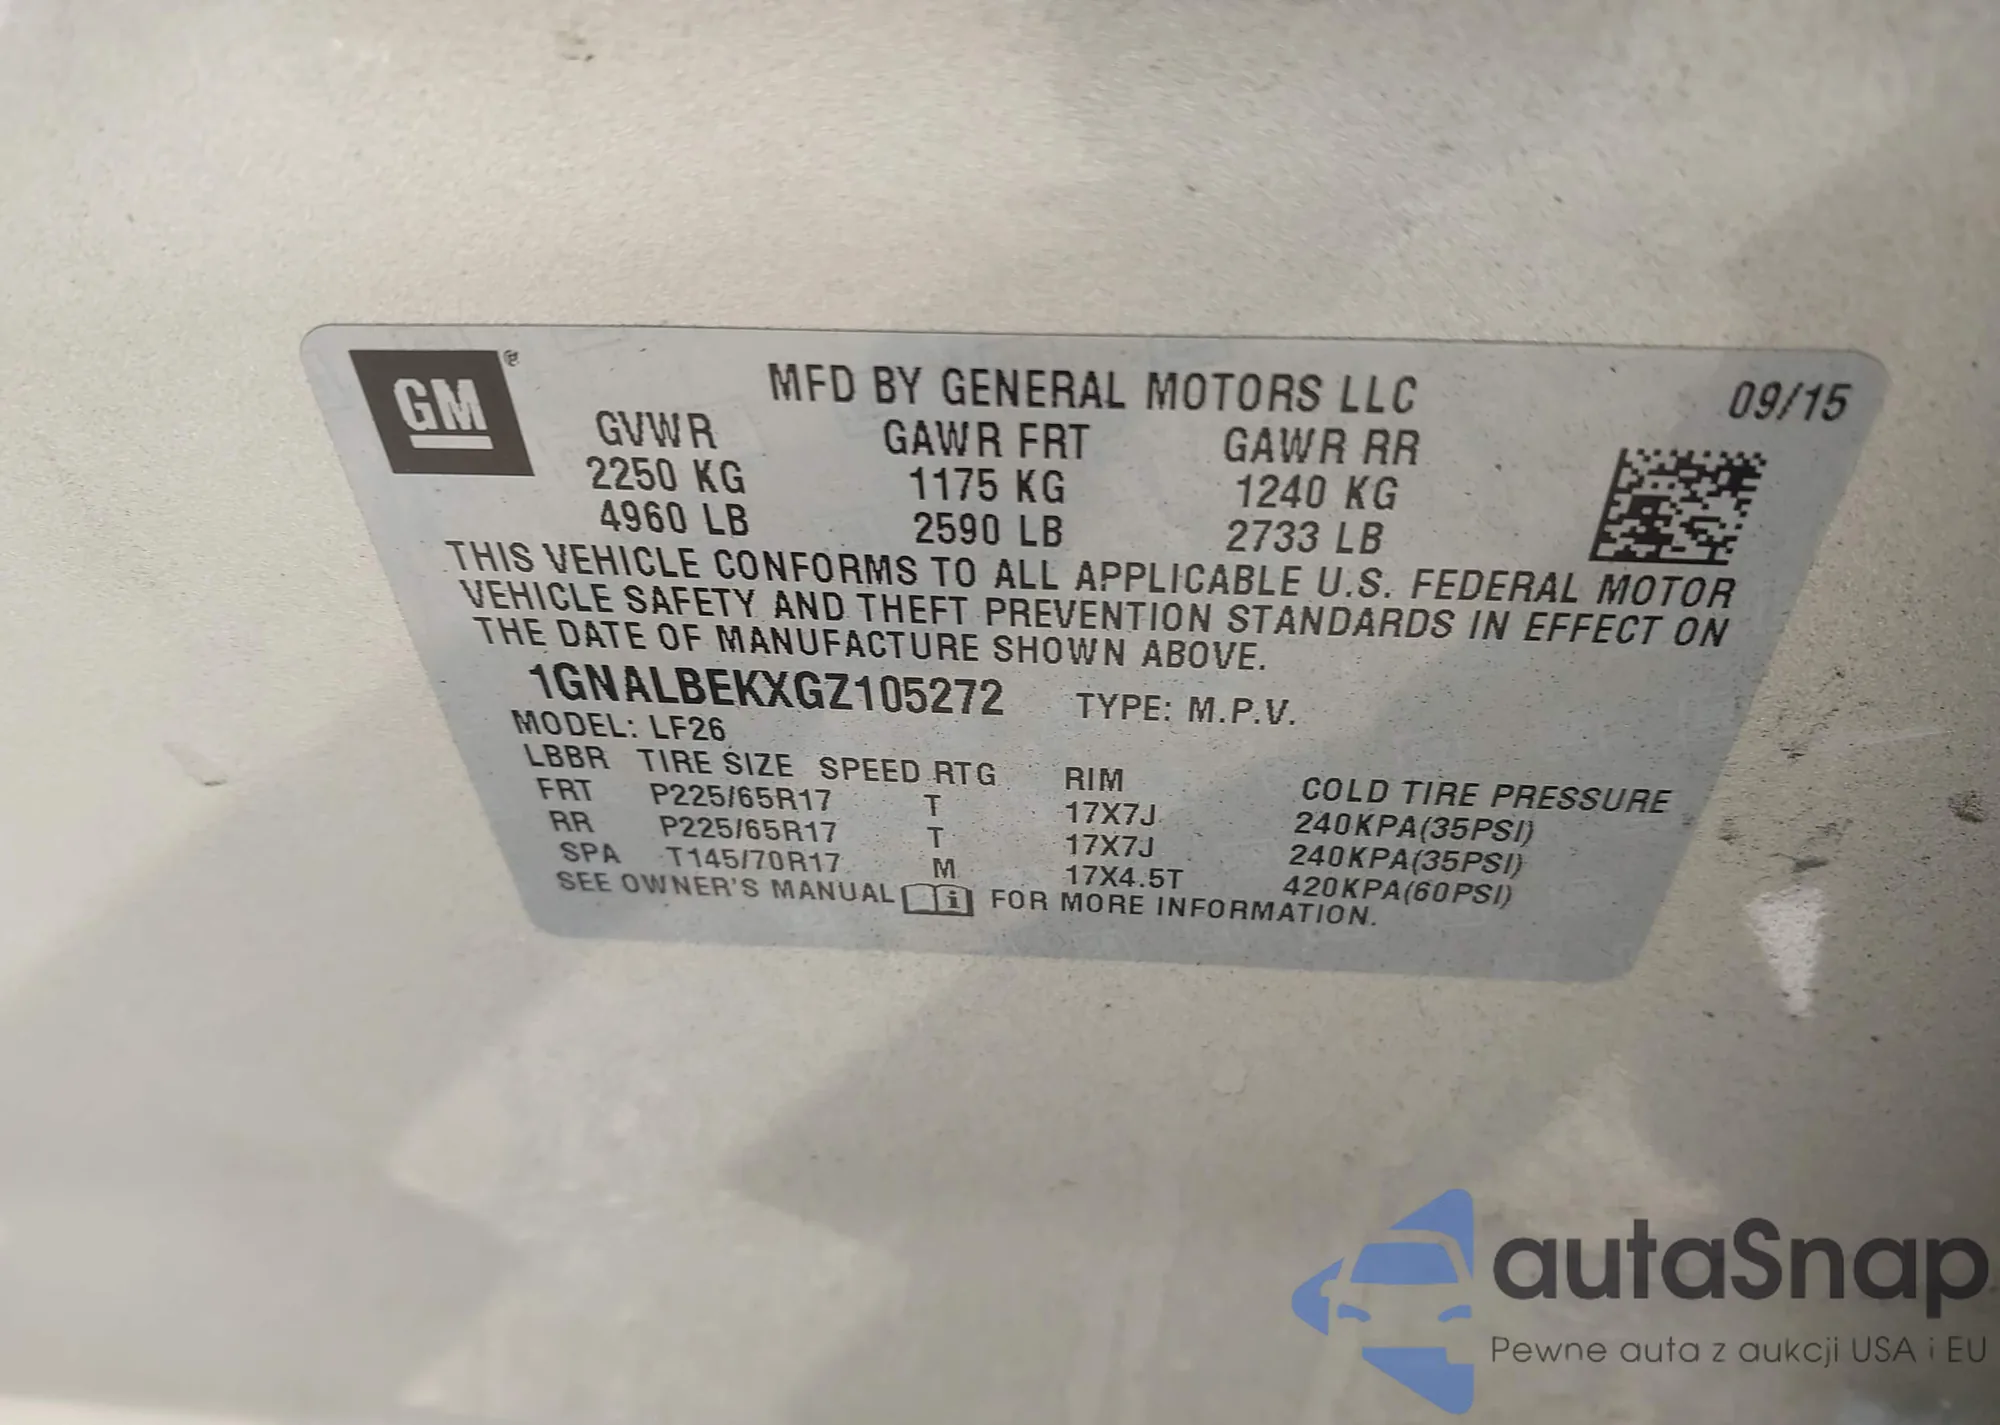 GM®
MFD BY GENERAL MOTORS LLC 09/15
GVWR GAWR FRT GAWR RR
2250 KG 1175 KG 1240 KG
4960 LB 2590 LB 2733 LB
THIS VEHICLE CONFORMS TO ALL APPLICABLE U.S. FEDERAL MOTOR
VEHICLE SAFETY AND THEFT PREVENTION STANDARDS IN EFFECT ON
THE DATE OF MANUFACTURE SHOWN ABOVE.
1GNALBEKXGZ105272 TYPE: M.P.V.
MODEL: LF26
LBBR TIRE SIZE SPEED RTG RIM COLD TIRE PRESSURE
FRT P225/65R17 T 17X7J 240KPA(35PSI)
RR P225/65R17 T 17X7J 240KPA(35PSI)
SPA T145/70R17 M 17X4.5T 420KPA(60PSI)
SEE OWNER'S MANUAL i FOR MORE INFORMATION.
autaSnap
Pewne auta z aukcji USA i EU